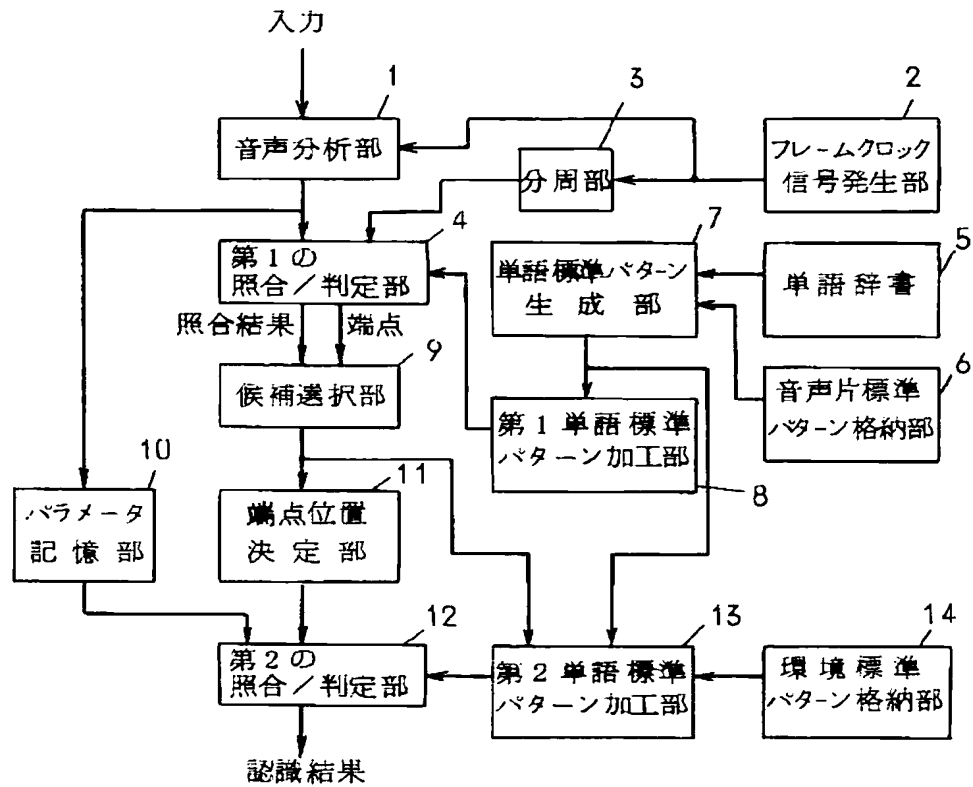 入力
1
音声分析部
2
フレームクロック
信号発生部
3
分周部
4
第1の
照合/判定部
照合結果
端点
5
単語辞書
6
音声片標準
パターン格納部
7
単語標準パターン
生成部
8
第1単語標準
パターン加工部
9
候補選択部
10
パラメータ
記憶部
11
端点位置
決定部
12
第2の
照合/判定部
13
第2単語標準
パターン加工部
14
環境標準
パターン格納部
認識結果